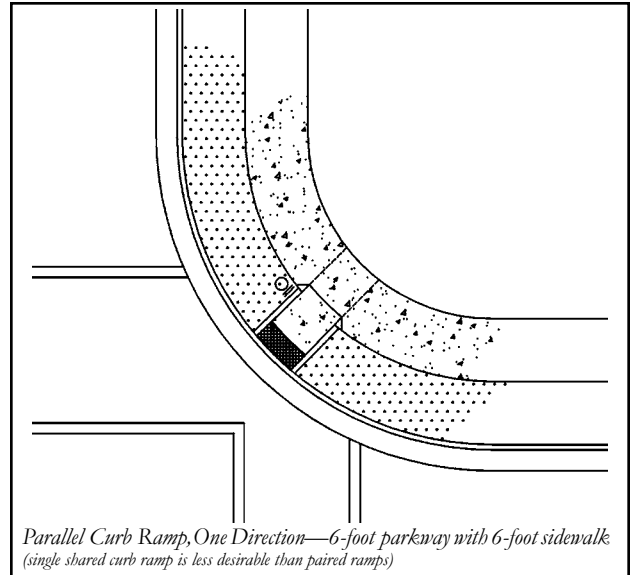 Parallel Curb Ramp, One Direction—6-foot parkway with 6-foot sidewalk
(single shared curb ramp is less desirable than paired ramps)